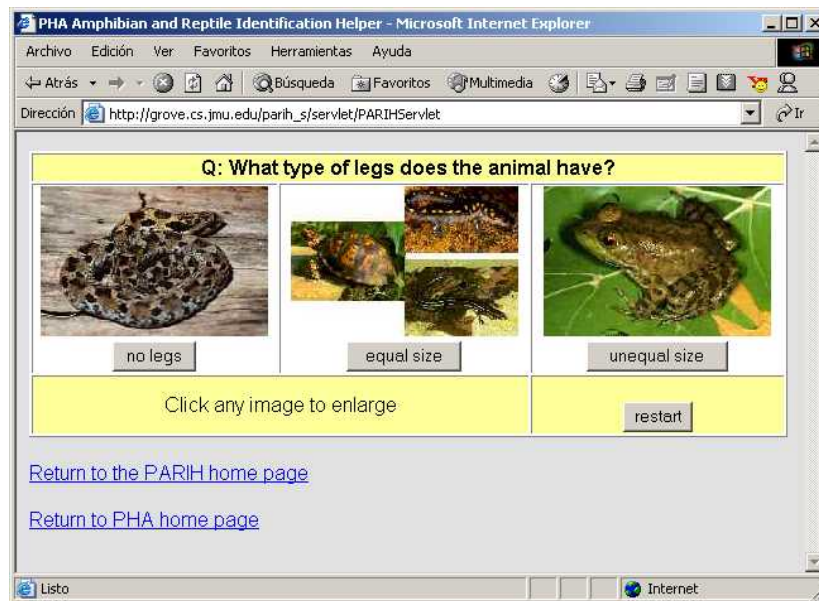 PHA Amphibian and Reptile Identification Helper - Microsoft Internet Explorer
Archivo Edición Ver Favoritos Herramientas Ayuda
Atrás Búsqueda Favoritos Multimedia
Dirección http://grove.cs.jmu.edu/parih_s/servlet/PARIHServlet Ir
Q: What type of legs does the animal have?
no legs equal size unequal size
Click any image to enlarge restart
Return to the PARIH home page
Return to PHA home page
Listo Internet